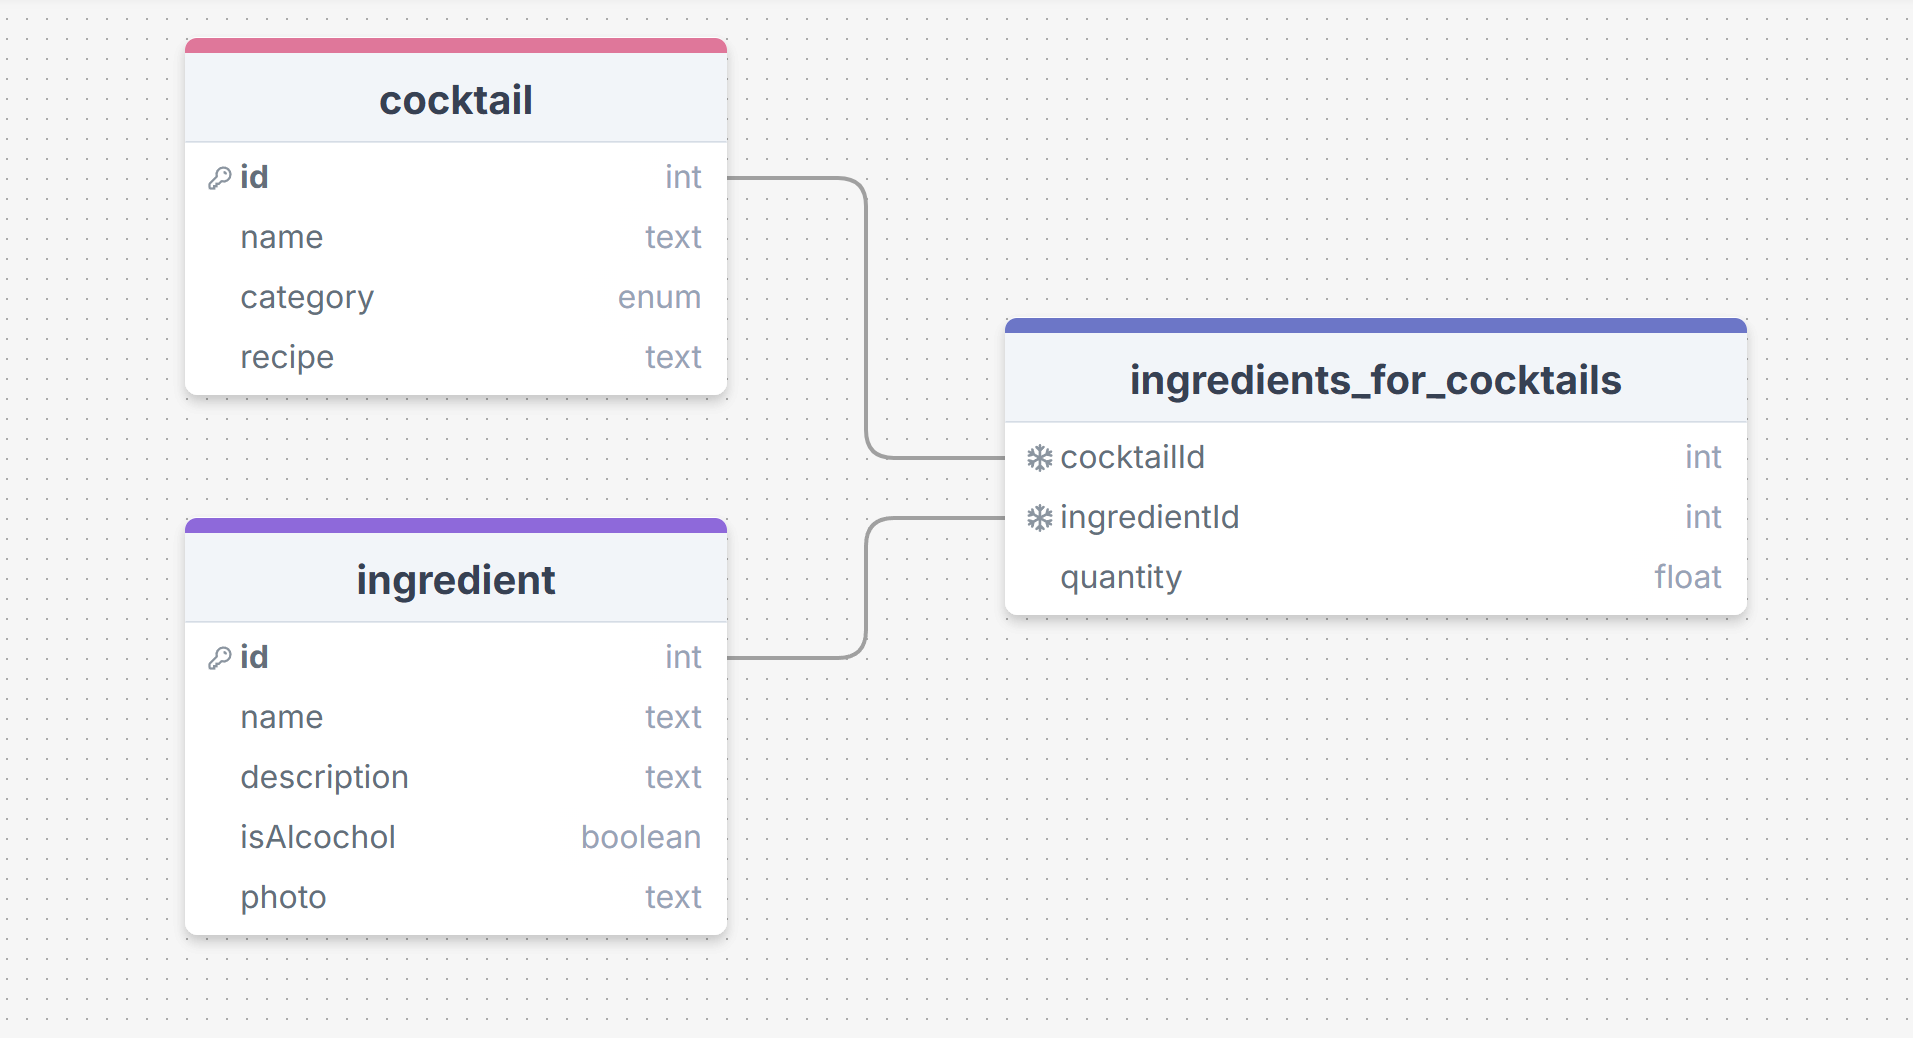 cocktail
id int
name text
category enum
recipe text
ingredients_for_cocktails
cocktailId int
ingredientId int
quantity float
ingredient
id int
name text
description text
isAlcochol boolean
photo text